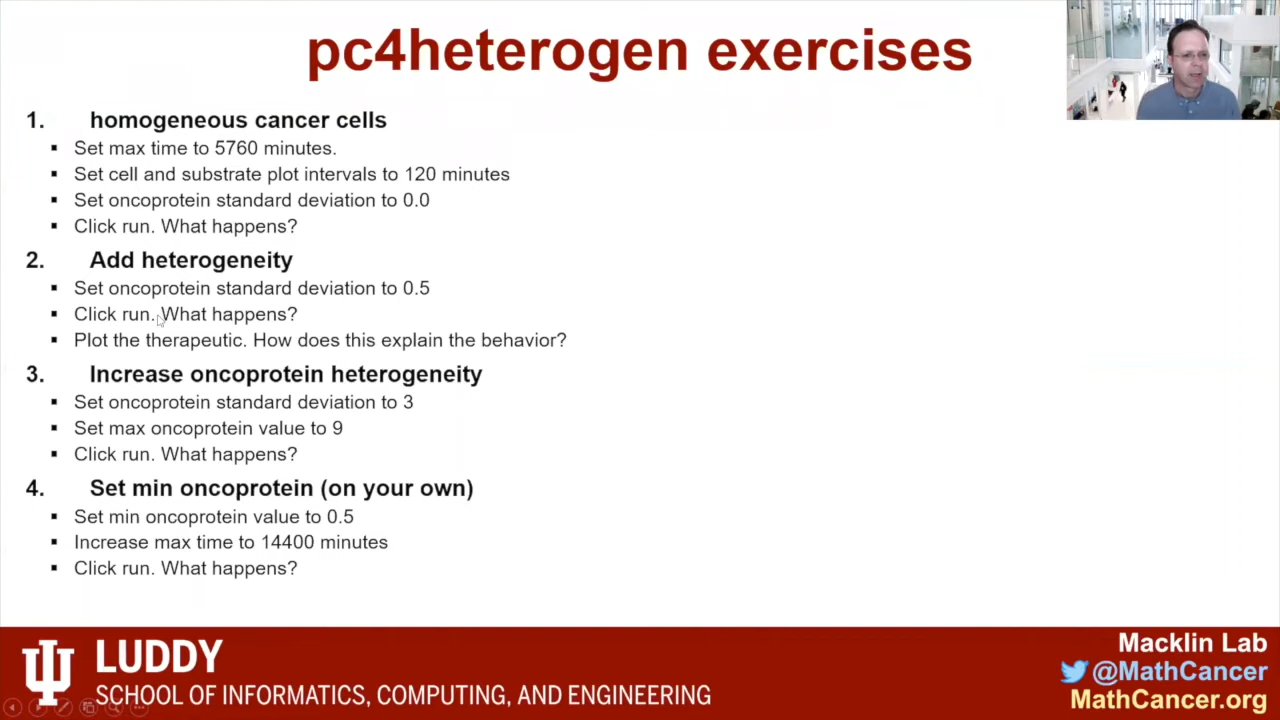 pc4heterogen exercises
1. homogeneous cancer cells
▪ Set max time to 5760 minutes.
▪ Set cell and substrate plot intervals to 120 minutes
▪ Set oncoprotein standard deviation to 0.0
▪ Click run. What happens?
2. Add heterogeneity
▪ Set oncoprotein standard deviation to 0.5
▪ Click run. What happens?
▪ Plot the therapeutic. How does this explain the behavior?
3. Increase oncoprotein heterogeneity
▪ Set oncoprotein standard deviation to 3
▪ Set max oncoprotein value to 9
▪ Click run. What happens?
4. Set min oncoprotein (on your own)
▪ Set min oncoprotein value to 0.5
▪ Increase max time to 14400 minutes
▪ Click run. What happens?
LUDDY
SCHOOL OF INFORMATICS, COMPUTING, AND ENGINEERING
Macklin Lab
@MathCancer
MathCancer.org